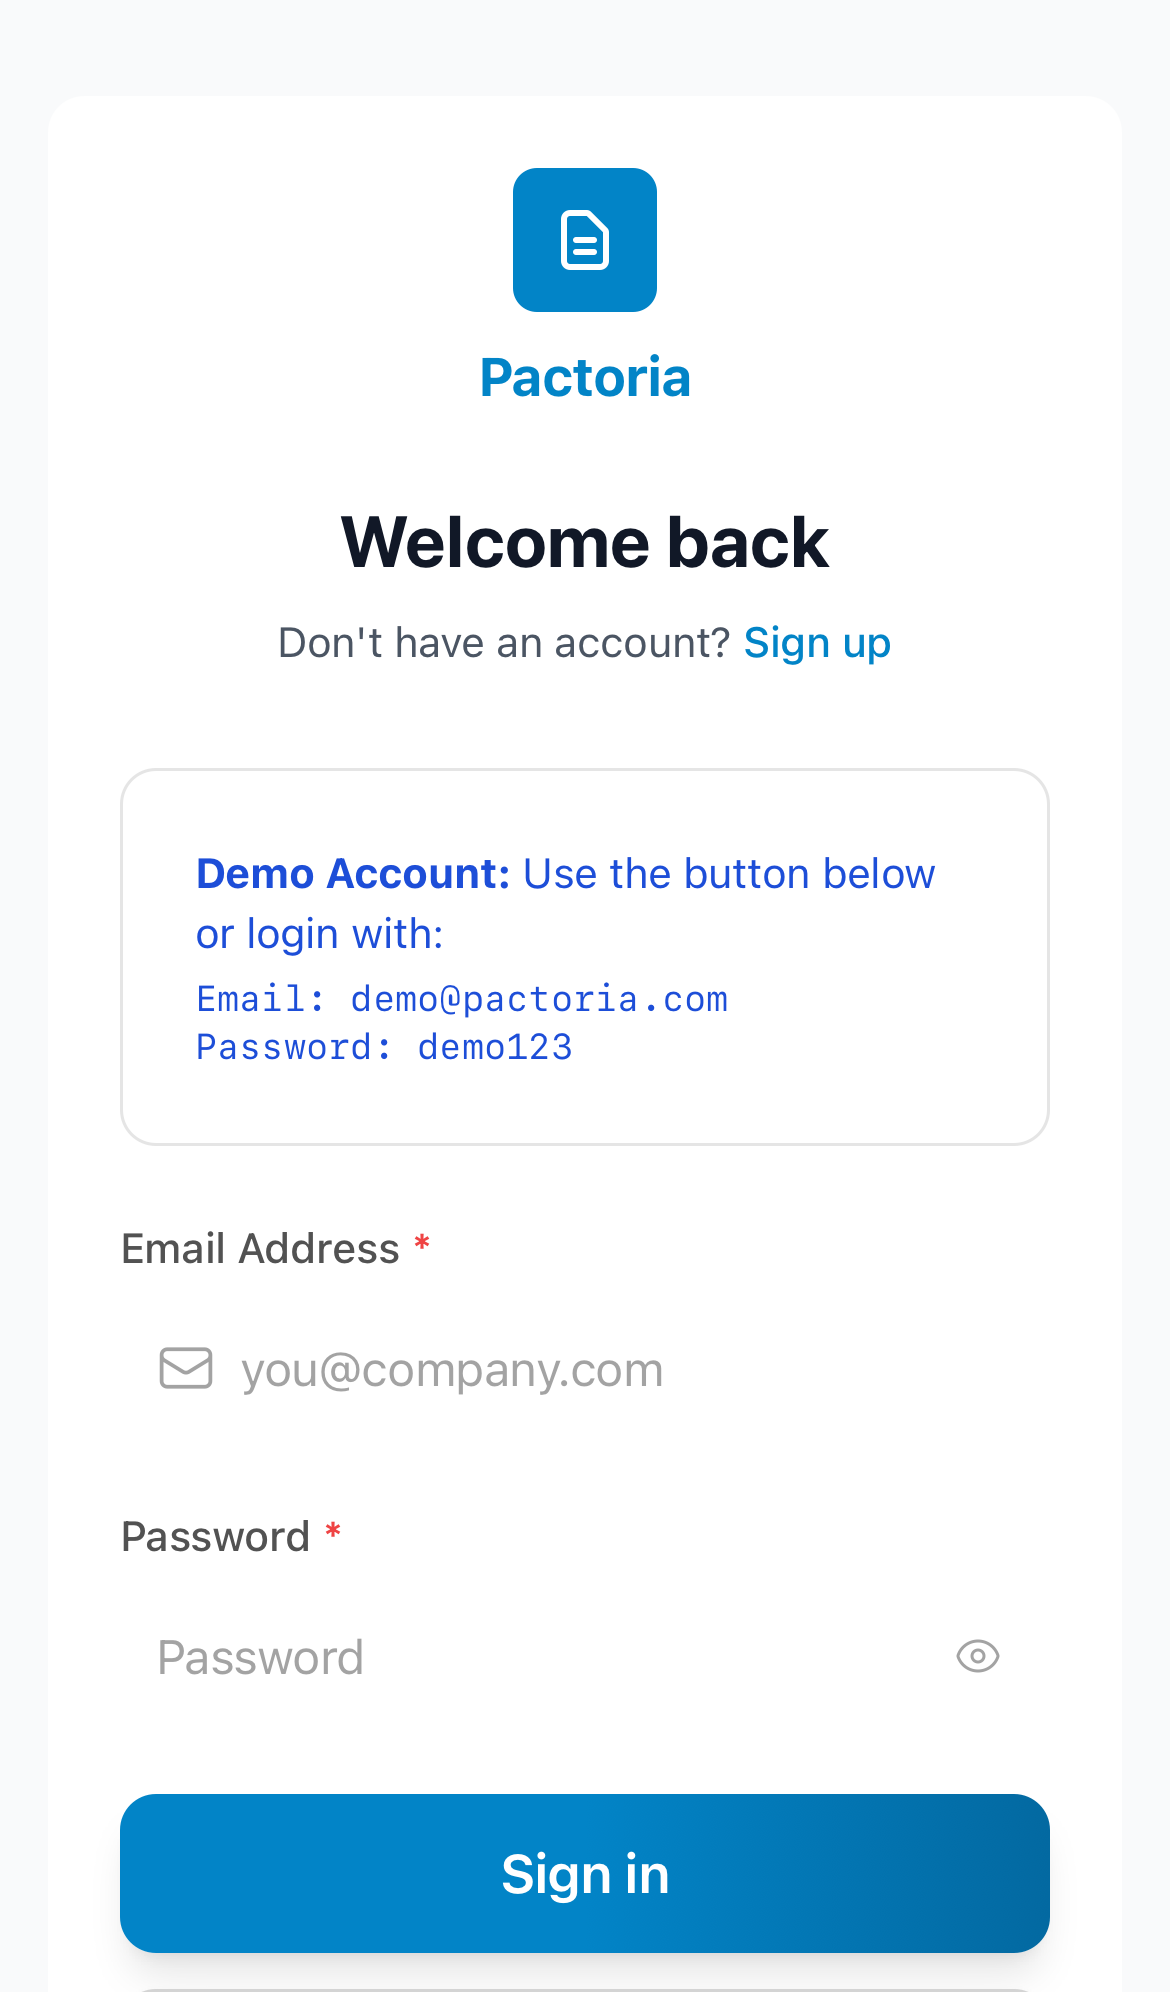 Pactoria
Welcome back
Don't have an account? Sign up
Demo Account: Use the button below
or login with:
Email: demo@pactoria.com
Password: demo123
Email Address *
you@company.com
Password *
Password
Sign in